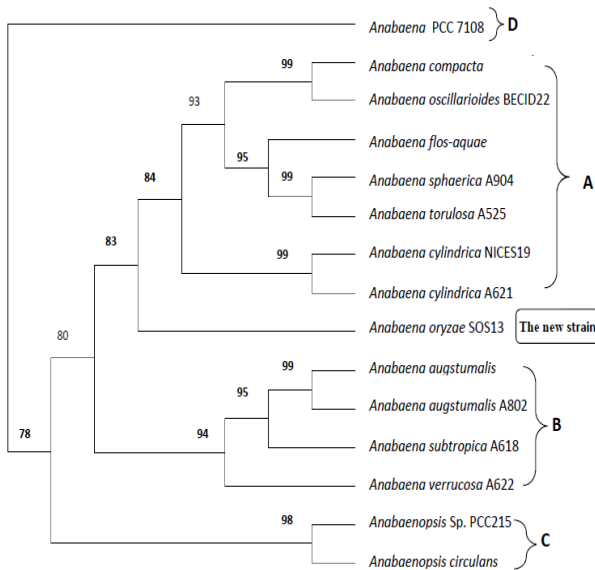 Anabaena PCC 7108
D
99
Anabaena compacta
93
Anabaena oscillarioides BECID22
Anabaena flos-aquae
95
99
Anabaena sphaerica A904
A
84
Anabaena torulosa A525
83
99
Anabaena cylindrica NICES19
Anabaena cylindrica A621
80
Anabaena oryzae SOS13
The new strain
99
Anabaena augstumalis
95
Anabaena augstumalis A802
B
78
94
Anabaena subtropica A618
Anabaena verrucosa A622
98
Anabaenopsis Sp. PCC215
C
Anabaenopsis circulans